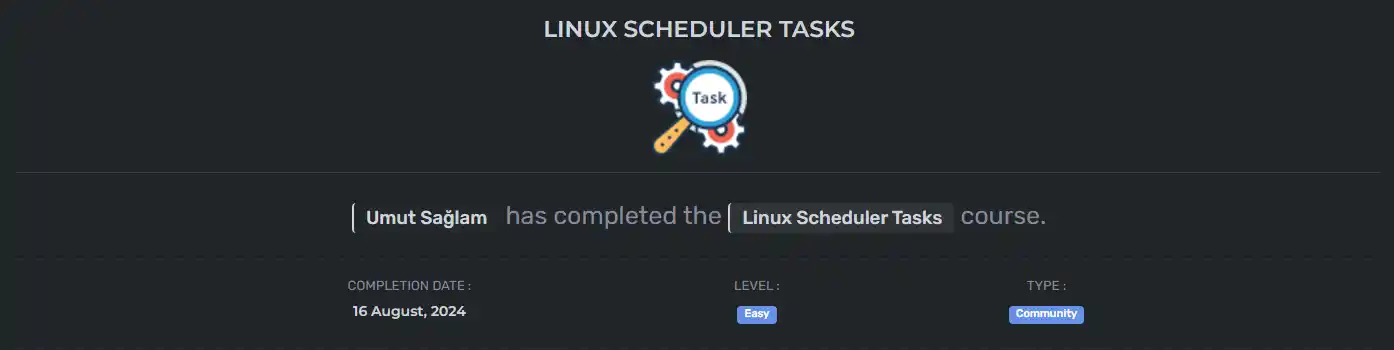 LINUX SCHEDULER TASKS
Task
Umut Sağlam has completed the Linux Scheduler Tasks course.
COMPLETION DATE : LEVEL : TYPE :
16 August, 2024 Easy Community